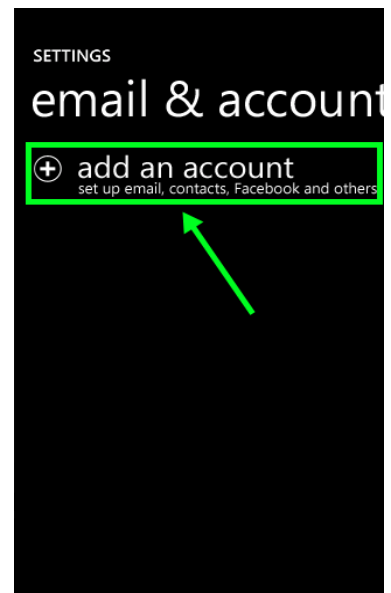 SETTINGS
email & account
add an account
set up email, contacts, Facebook and others